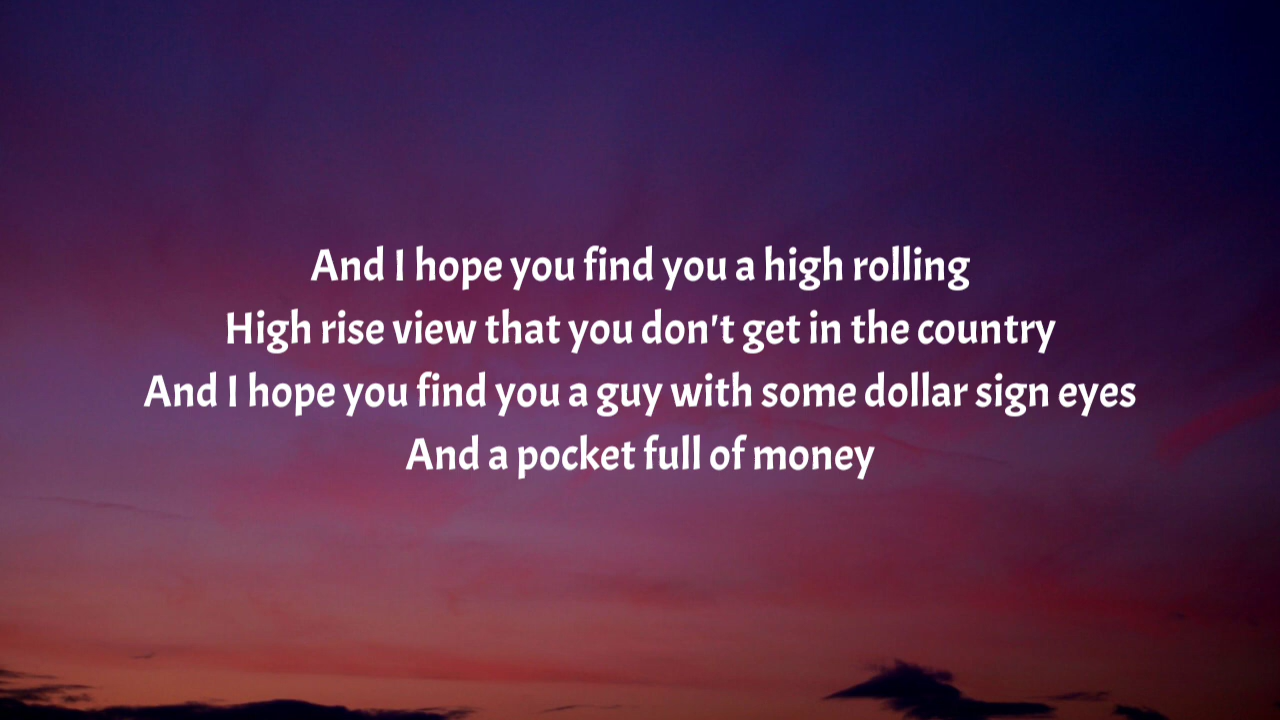 And I hope you find you a high rolling
High rise view that you don't get in the country
And I hope you find you a guy with some dollar sign eyes
And a pocket full of money